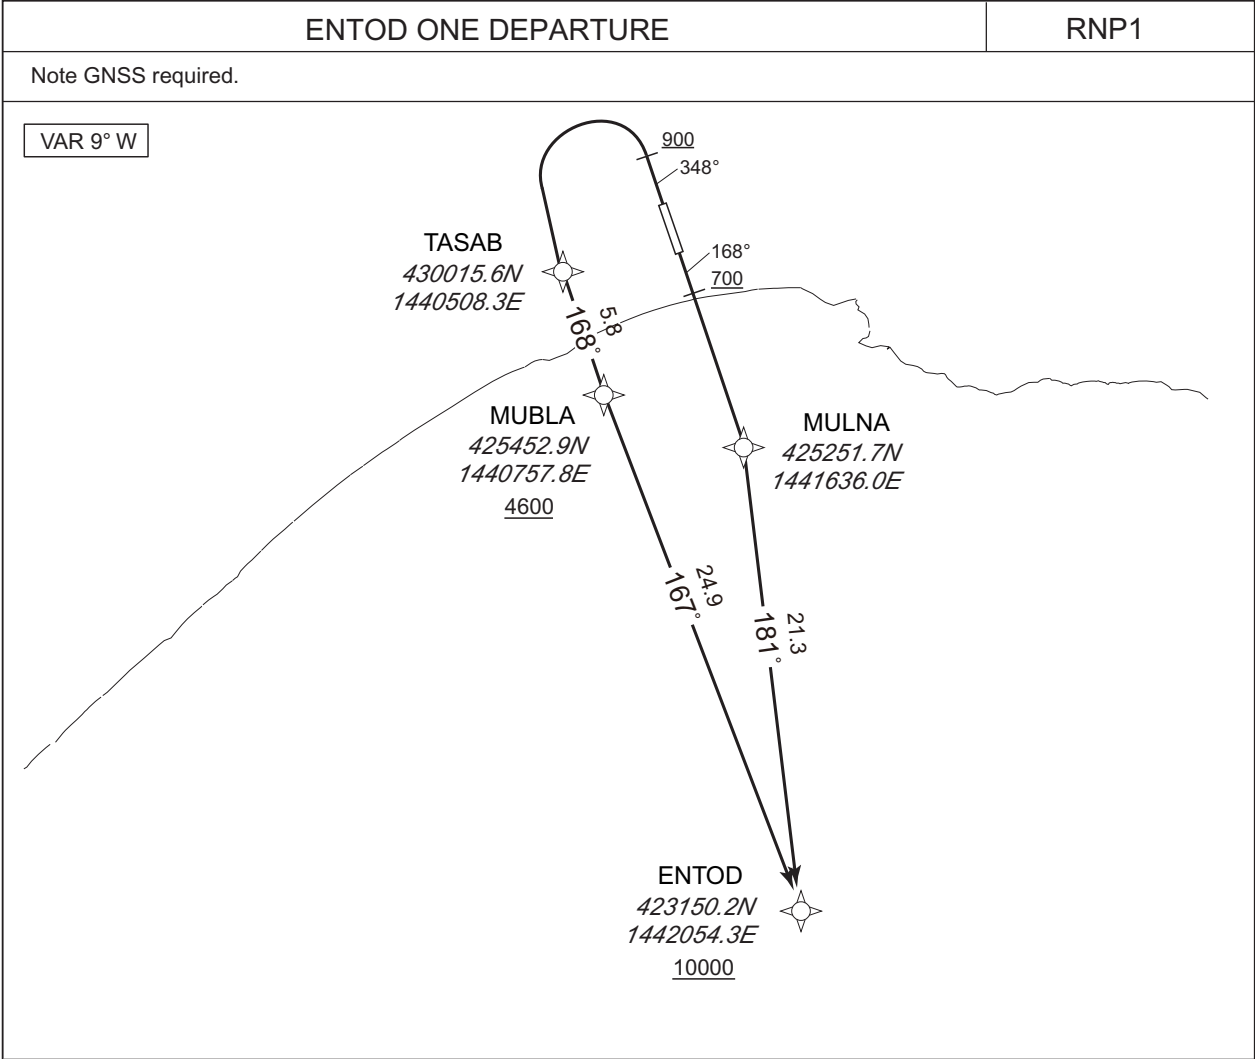 ENTOD ONE DEPARTURE
RNP1
Note GNSS required.
VAR 9° W
900
348°
168°
700
TASAB
430015.6N
1440508.3E
5.8
168°
MUBLA
425452.9N
1440757.8E
4600
MULNA
425251.7N
1441636.0E
24.9
167°
21.3
181°
ENTOD
423150.2N
1442054.3E
10000